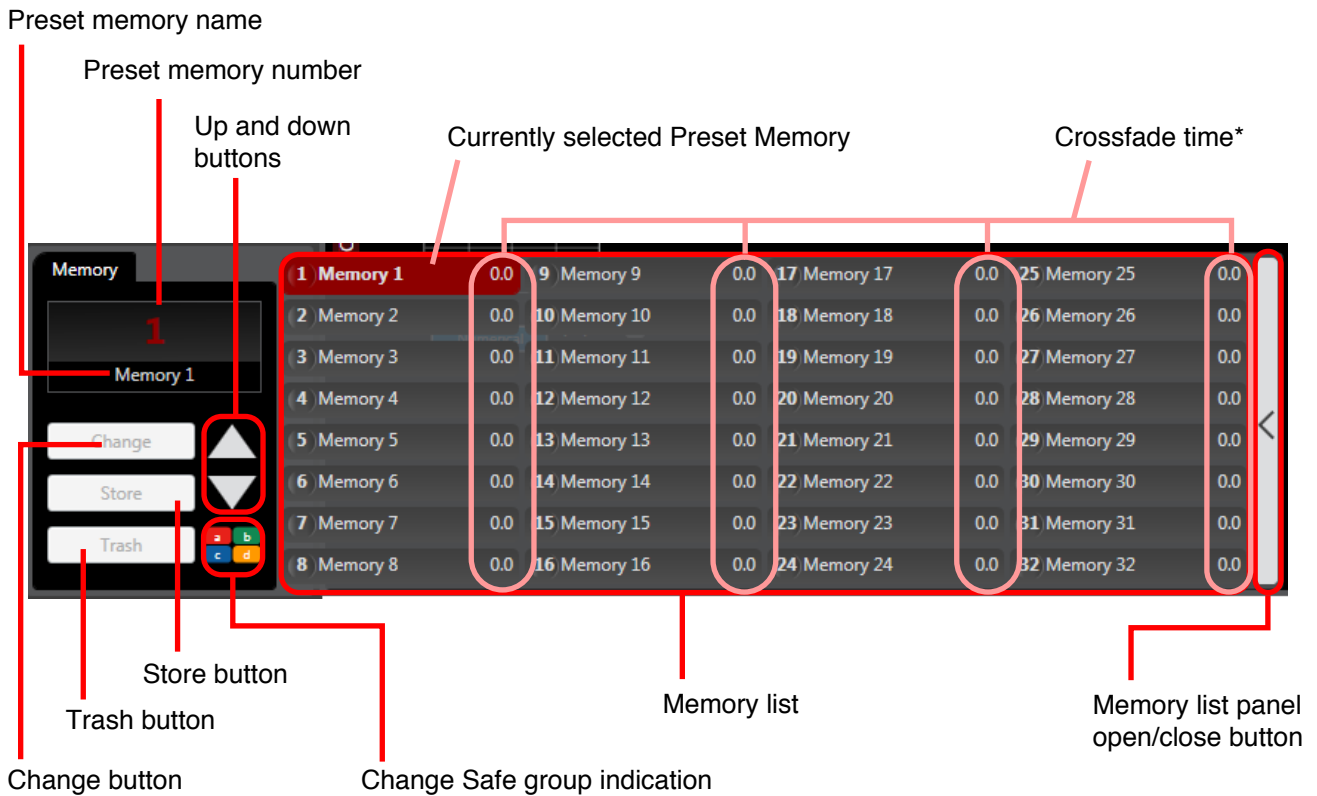 Preset memory name
Preset memory number
Up and down
buttons
Currently selected Preset Memory
Crossfade time*
Memory
1
Memory 1
Change
Store
Trash
a b
c d
1 Memory 1 0.0 9 Memory 9 0.0 17 Memory 17 0.0 25 Memory 25 0.0
2 Memory 2 0.0 10 Memory 10 0.0 18 Memory 18 0.0 26 Memory 26 0.0
3 Memory 3 0.0 11 Memory 11 0.0 19 Memory 19 0.0 27 Memory 27 0.0
4 Memory 4 0.0 12 Memory 12 0.0 20 Memory 20 0.0 28 Memory 28 0.0
5 Memory 5 0.0 13 Memory 13 0.0 21 Memory 21 0.0 29 Memory 29 0.0
6 Memory 6 0.0 14 Memory 14 0.0 22 Memory 22 0.0 30 Memory 30 0.0
7 Memory 7 0.0 15 Memory 15 0.0 23 Memory 23 0.0 31 Memory 31 0.0
8 Memory 8 0.0 16 Memory 16 0.0 24 Memory 24 0.0 32 Memory 32 0.0
Store button
Trash button
Change button
Change Safe group indication
Memory list
Memory list panel
open/close button